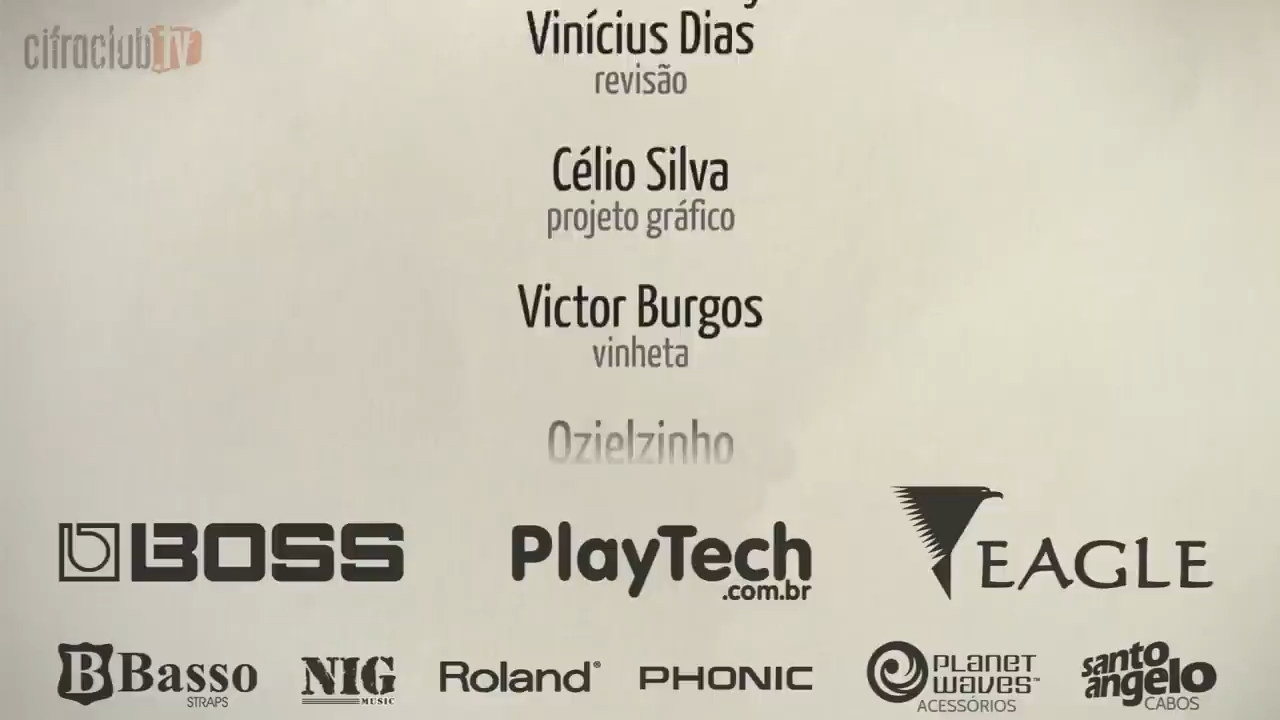 cifraclub.TV
Vinícius Dias
revisão
Célio Silva
projeto gráfico
Victor Burgos
vinheta
Ozielzinho
BOSS
PlayTech
.com.br
EAGLE
B Basso
STRAPS
NIG
MUSIC
Roland®
PHONIC
PLANET
WAVES™
ACESSÓRIOS
santo
angelo
CABOS